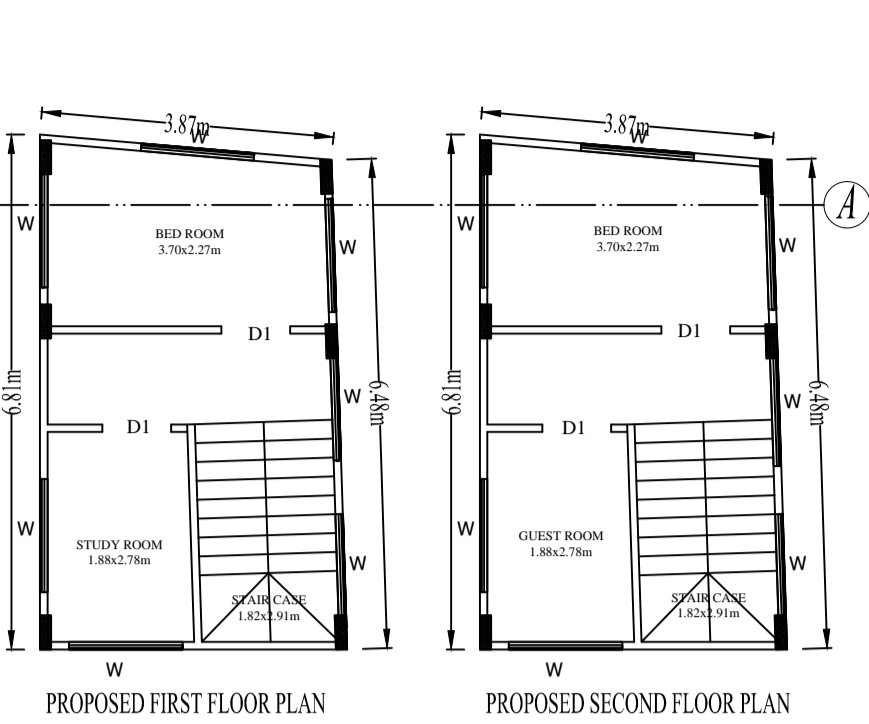 3.87m
W
W
BED ROOM
3.70x2.27m
W
D1
6.81m
W
6.48m
D1
W
STUDY ROOM
1.88x2.78m
W
STAIR CASE
1.82x2.91m
W
PROPOSED FIRST FLOOR PLAN
3.87m
W
A
W
BED ROOM
3.70x2.27m
W
D1
6.81m
W
6.48m
D1
W
GUEST ROOM
1.88x2.78m
W
STAIR CASE
1.82x2.91m
W
PROPOSED SECOND FLOOR PLAN